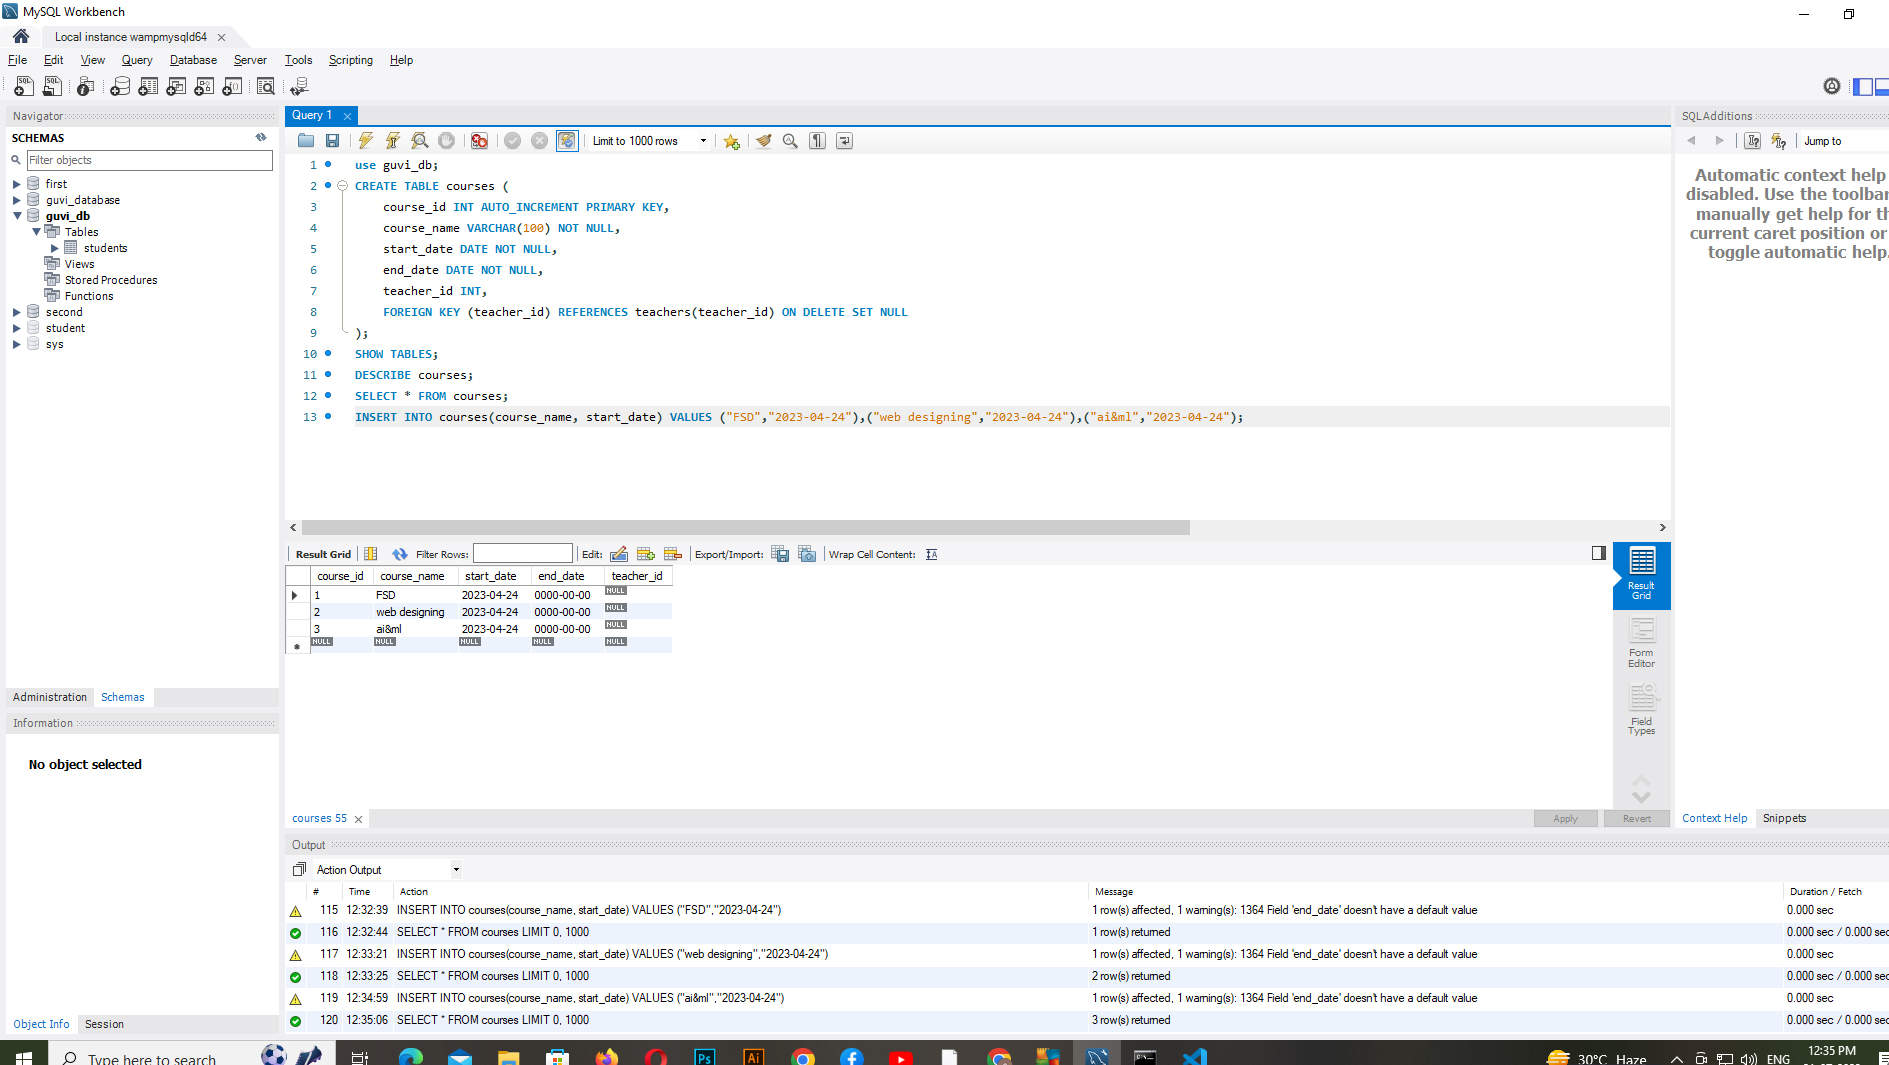 MySQL Workbench
Local instance wampmysqld64
File Edit View Query Database Server Tools Scripting Help
Navigator
SCHEMAS
Filter objects
first
guvi_database
guvi_db
Tables
students
Views
Stored Procedures
Functions
second
student
sys
Administration Schemas
Information
No object selected
Object Info Session
Query 1
Limit to 1000 rows
1 use guvi_db;
2 CREATE TABLE courses (
3 course_id INT AUTO_INCREMENT PRIMARY KEY,
4 course_name VARCHAR(100) NOT NULL,
5 start_date DATE NOT NULL,
6 end_date DATE NOT NULL,
7 teacher_id INT,
8 FOREIGN KEY (teacher_id) REFERENCES teachers(teacher_id) ON DELETE SET NULL
9 );
10 SHOW TABLES;
11 DESCRIBE courses;
12 SELECT * FROM courses;
13 INSERT INTO courses(course_name, start_date) VALUES ("FSD","2023-04-24"),("web designing","2023-04-24"),("ai&ml","2023-04-24");
Result Grid Filter Rows: Edit: Export/Import: Wrap Cell Content:
course_id course_name start_date end_date teacher_id
1 FSD 2023-04-24 0000-00-00 NULL
2 web designing 2023-04-24 0000-00-00 NULL
3 ai&ml 2023-04-24 0000-00-00 NULL
NULL NULL NULL NULL NULL
Result
Grid
Form
Editor
Field
Types
courses 55
Apply Revert
SQLAdditions
Jump to
Automatic context help
disabled. Use the toolbar
manually get help for th
current caret position or
toggle automatic help.
Context Help Snippets
Output
Action Output
# Time Action Message Duration / Fetch
115 12:32:39 INSERT INTO courses(course_name, start_date) VALUES ("FSD","2023-04-24") 1 row(s) affected, 1 warning(s): 1364 Field 'end_date' doesn't have a default value 0.000 sec
116 12:32:44 SELECT * FROM courses LIMIT 0, 1000 1 row(s) returned 0.000 sec / 0.000 sec
117 12:33:21 INSERT INTO courses(course_name, start_date) VALUES ("web designing","2023-04-24") 1 row(s) affected, 1 warning(s): 1364 Field 'end_date' doesn't have a default value 0.000 sec
118 12:33:25 SELECT * FROM courses LIMIT 0, 1000 2 row(s) returned 0.000 sec / 0.000 sec
119 12:34:59 INSERT INTO courses(course_name, start_date) VALUES ("ai&ml","2023-04-24") 1 row(s) affected, 1 warning(s): 1364 Field 'end_date' doesn't have a default value 0.000 sec
120 12:35:06 SELECT * FROM courses LIMIT 0, 1000 3 row(s) returned 0.000 sec / 0.000 sec
Type here to search
Ps
Ai
30°C Haze
ENG
12:35 PM